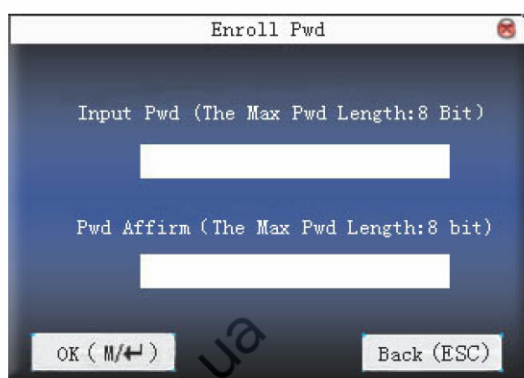 Enroll Pwd
Input Pwd (The Max Pwd Length:8 Bit)
Pwd Affirm (The Max Pwd Length:8 bit)
OK ( M/↵ ) Back (ESC)
ua